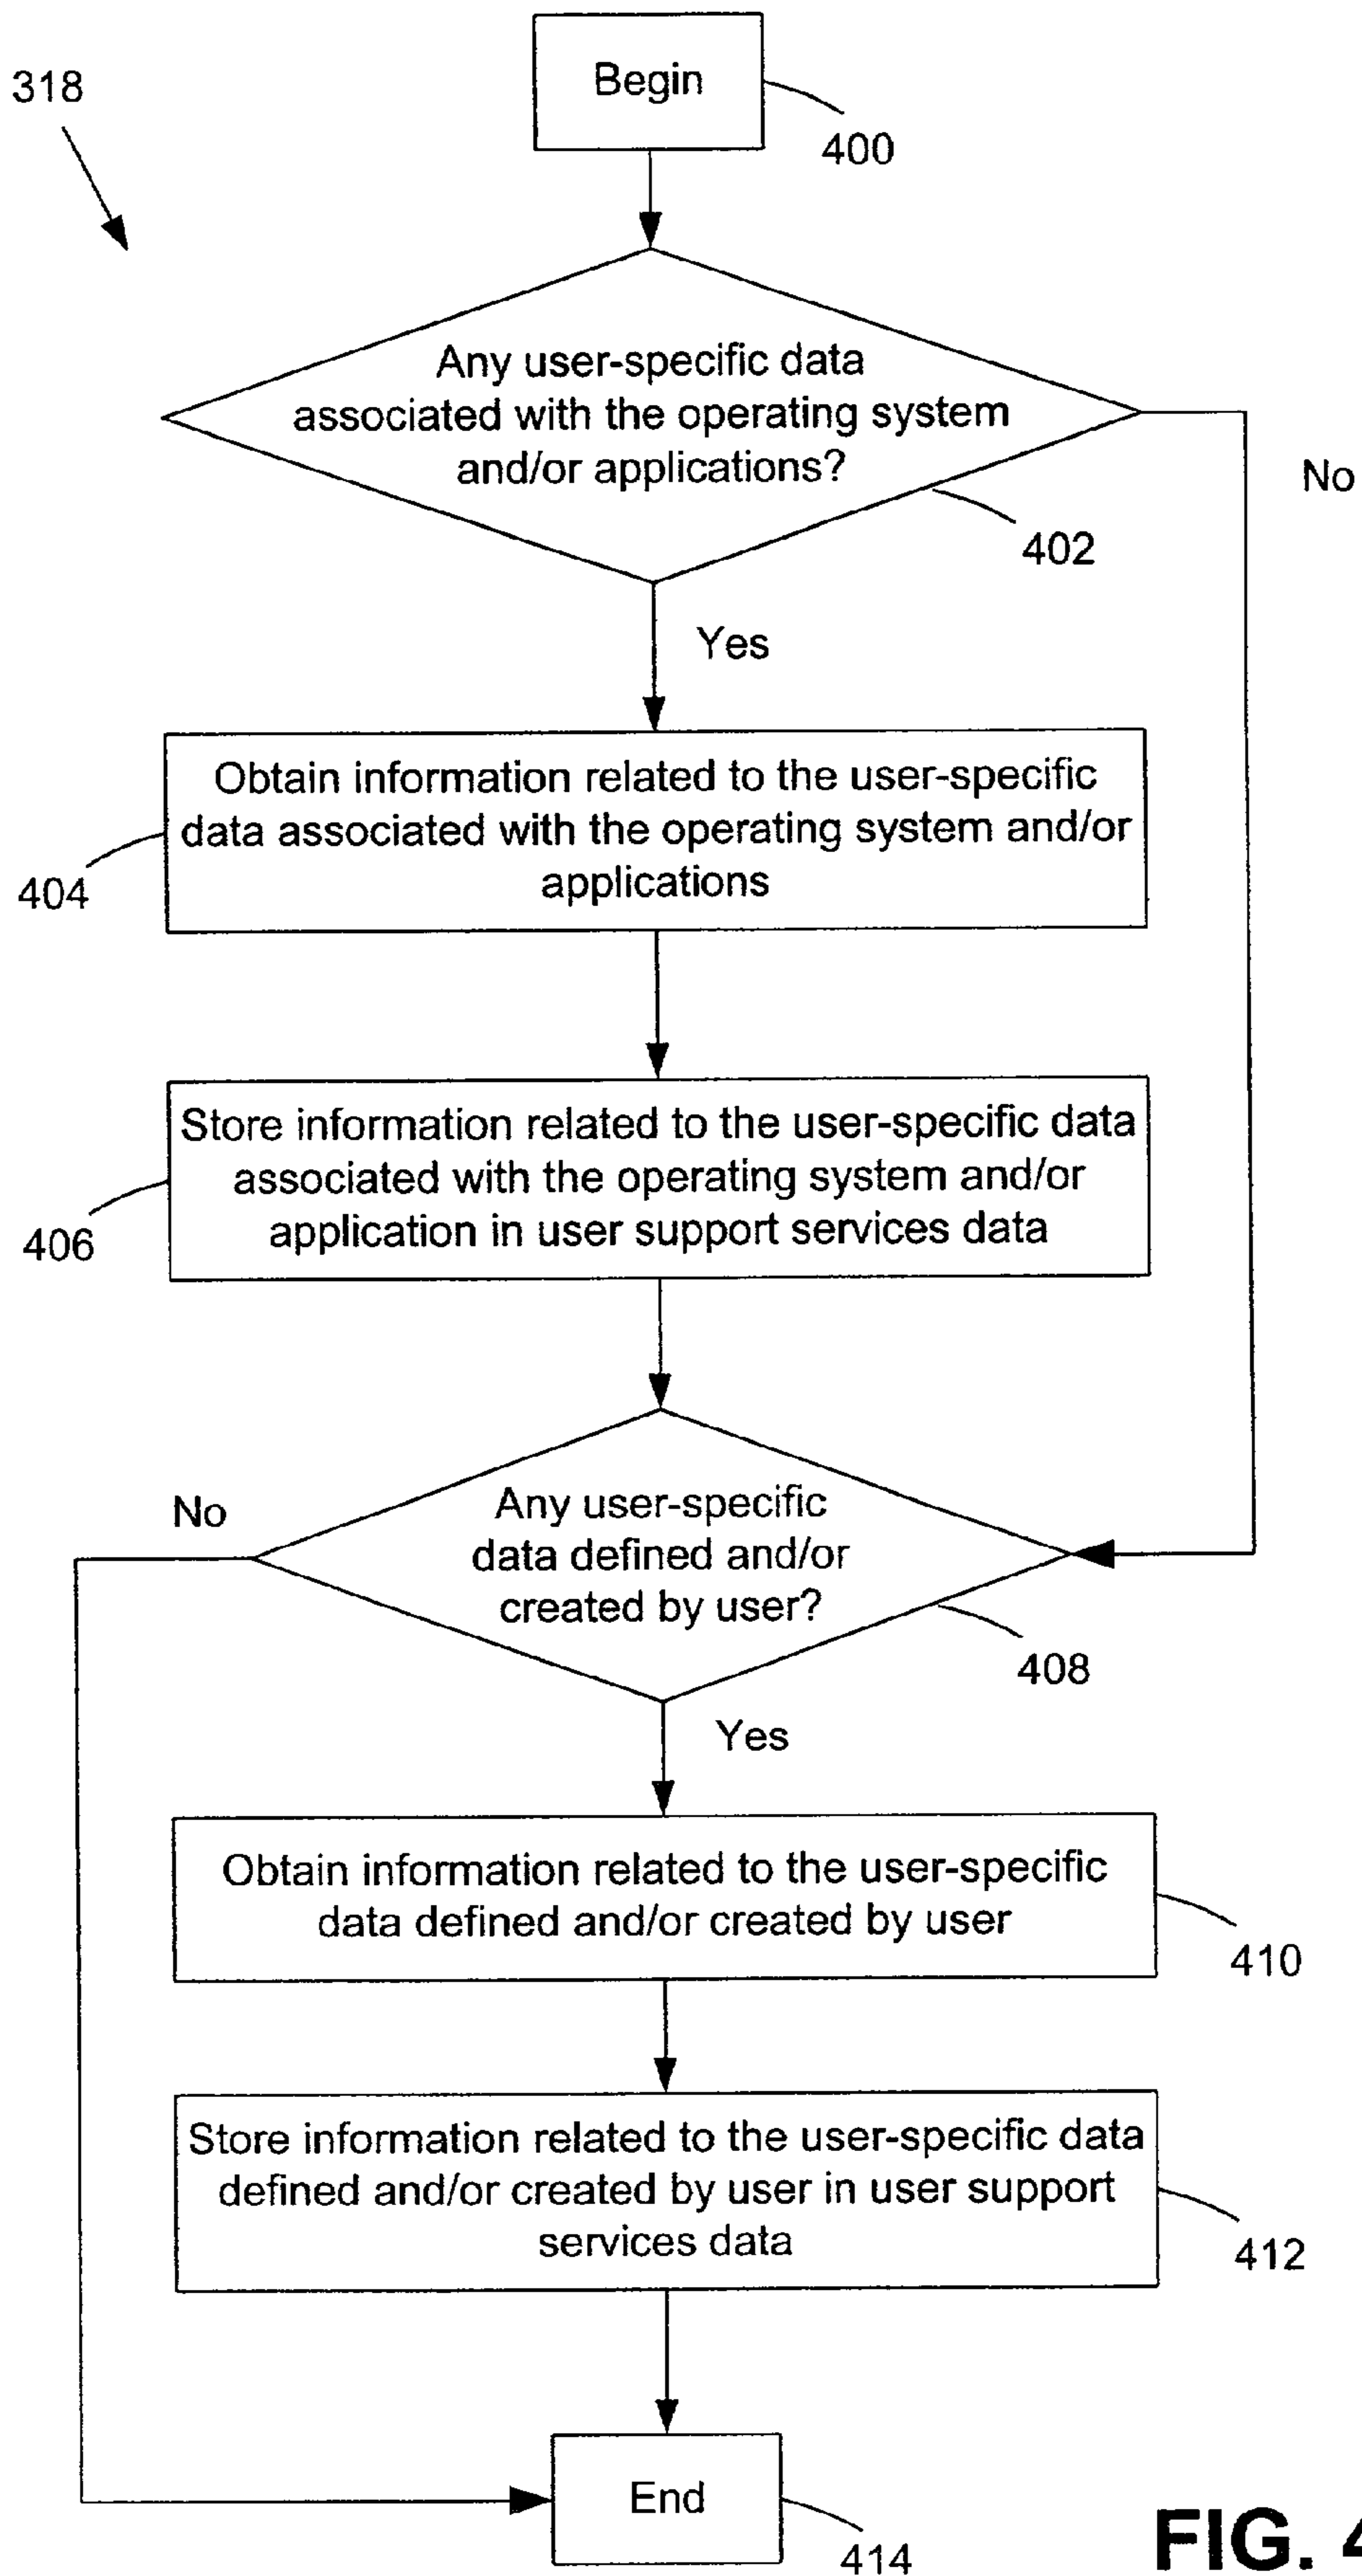 Begin
318
400
Any user-specific data
associated with the operating system
and/or applications?
No
402
Yes
Obtain information related to the user-specific
data associated with the operating system and/or
applications
404
Store information related to the user-specific data
associated with the operating system and/or
application in user support services data
406
No
Any user-specific
data defined and/or
created by user?
408
Yes
Obtain information related to the user-specific
data defined and/or created by user
410
Store information related to the user-specific data
defined and/or created by user in user support
services data
412
End
414
FIG. 4